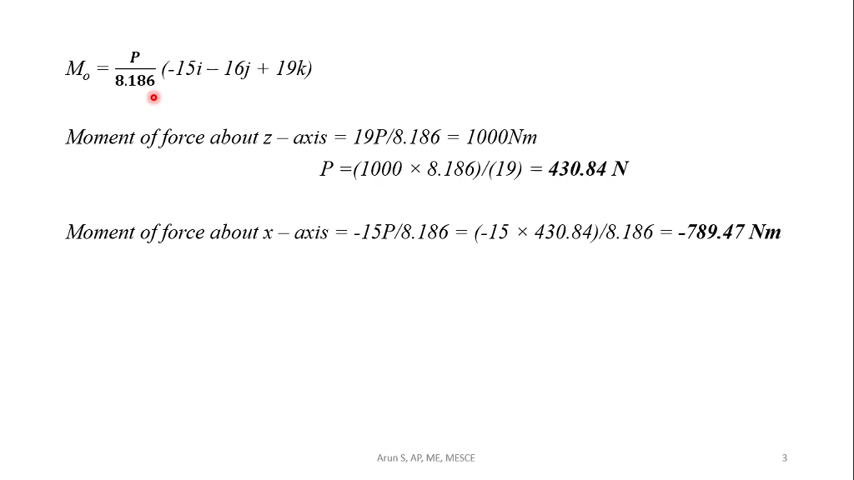 Mₒ = P/8.186 (-15i – 16j + 19k)
Moment of force about z – axis = 19P/8.186 = 1000Nm
P =(1000 × 8.186)/(19) = 430.84 N
Moment of force about x – axis = -15P/8.186 = (-15 × 430.84)/8.186 = -789.47 Nm
Arun S, AP, ME, MESCE
3